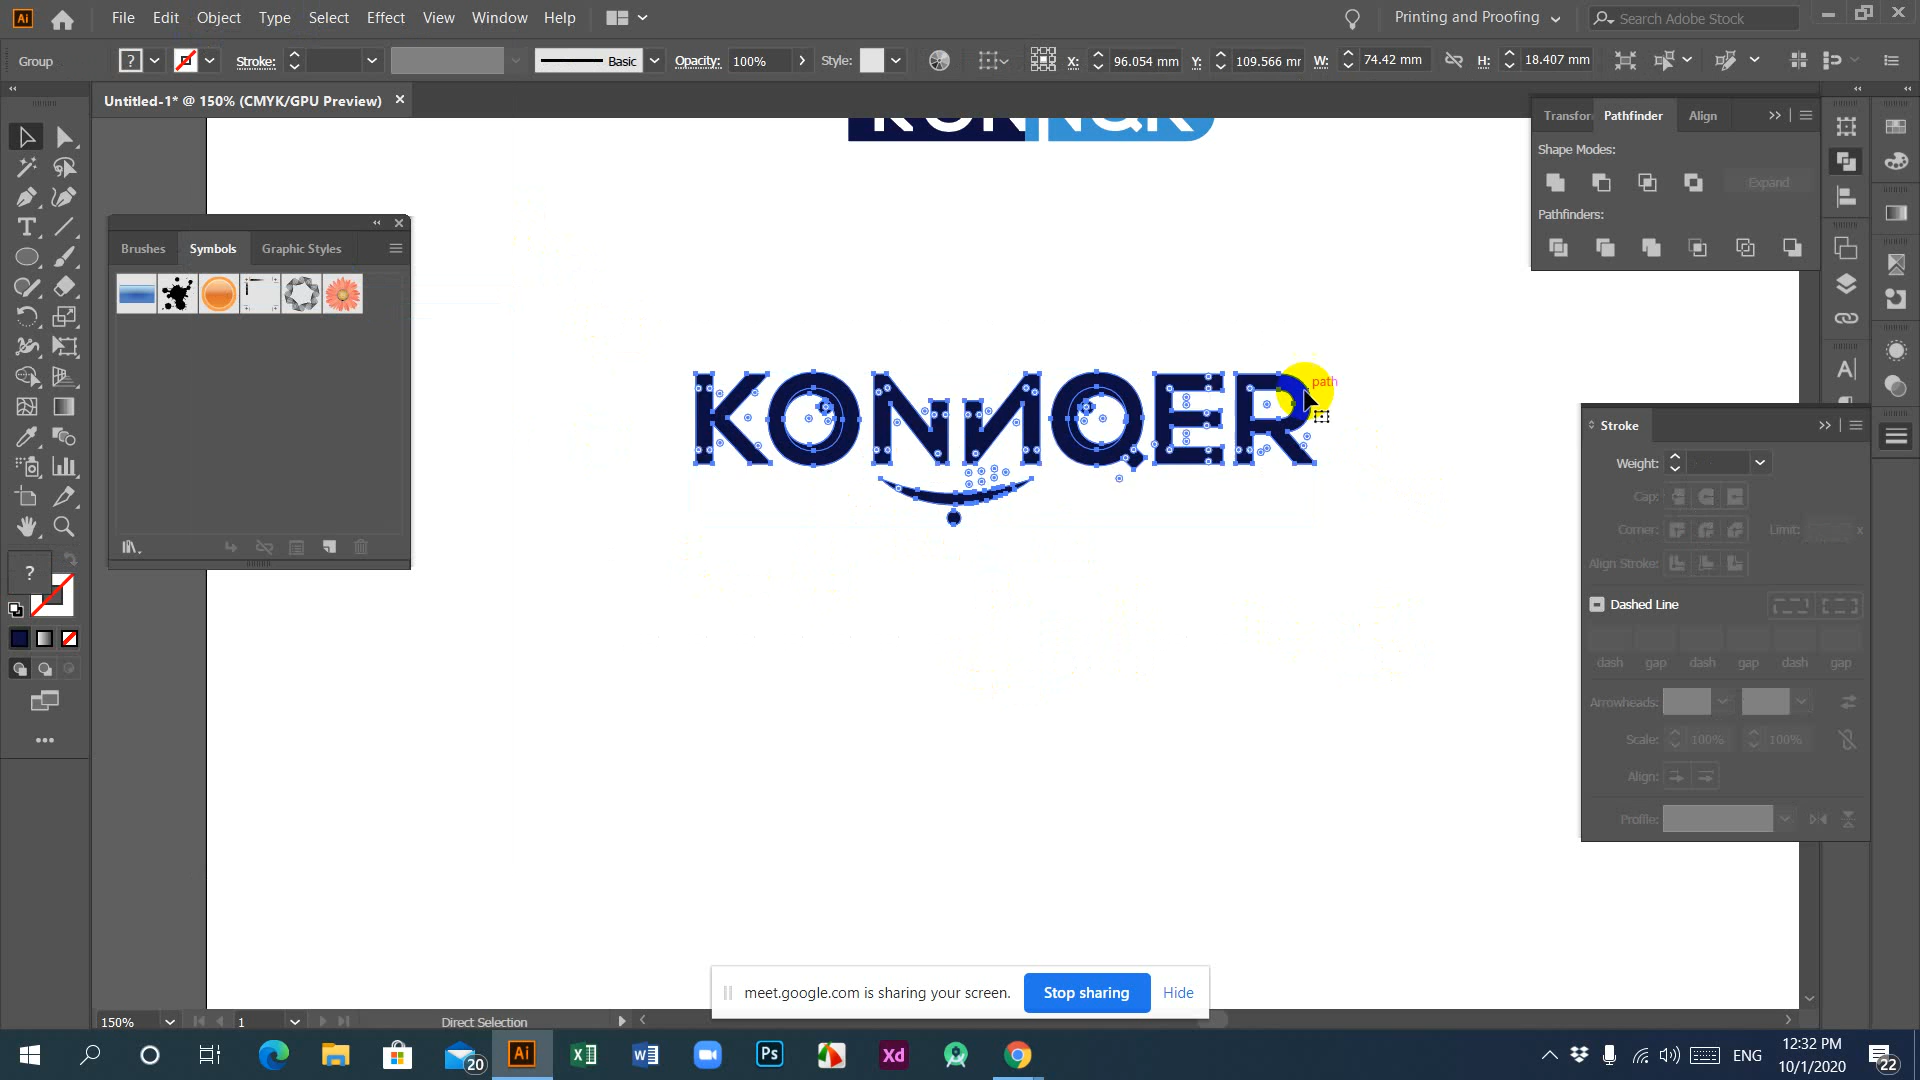 Ai File Edit Object Type Select Effect View Window Help Printing and Proofing Search Adobe Stock
Group ? Stroke: Basic Opacity: 100% Style: X: 96.054 mm Y: 109.566 mr W: 74.42 mm H: 18.407 mm
Untitled-1* @ 150% (CMYK/GPU Preview) ×
Transfor Pathfinder Align
Shape Modes:
Expand
Pathfinders:
Brushes Symbols Graphic Styles
path
KONNQER
Stroke
Weight:
Cap:
Corner: Limit: x
Align Stroke:
Dashed Line
dash gap dash gap dash gap
Arrowheads:
Scale: 100% 100%
Align:
Profile:
?
meet.google.com is sharing your screen. Stop sharing Hide
150% 1 Direct Selection
20 Ai Ps Xd ENG 12:32 PM
10/1/2020 22